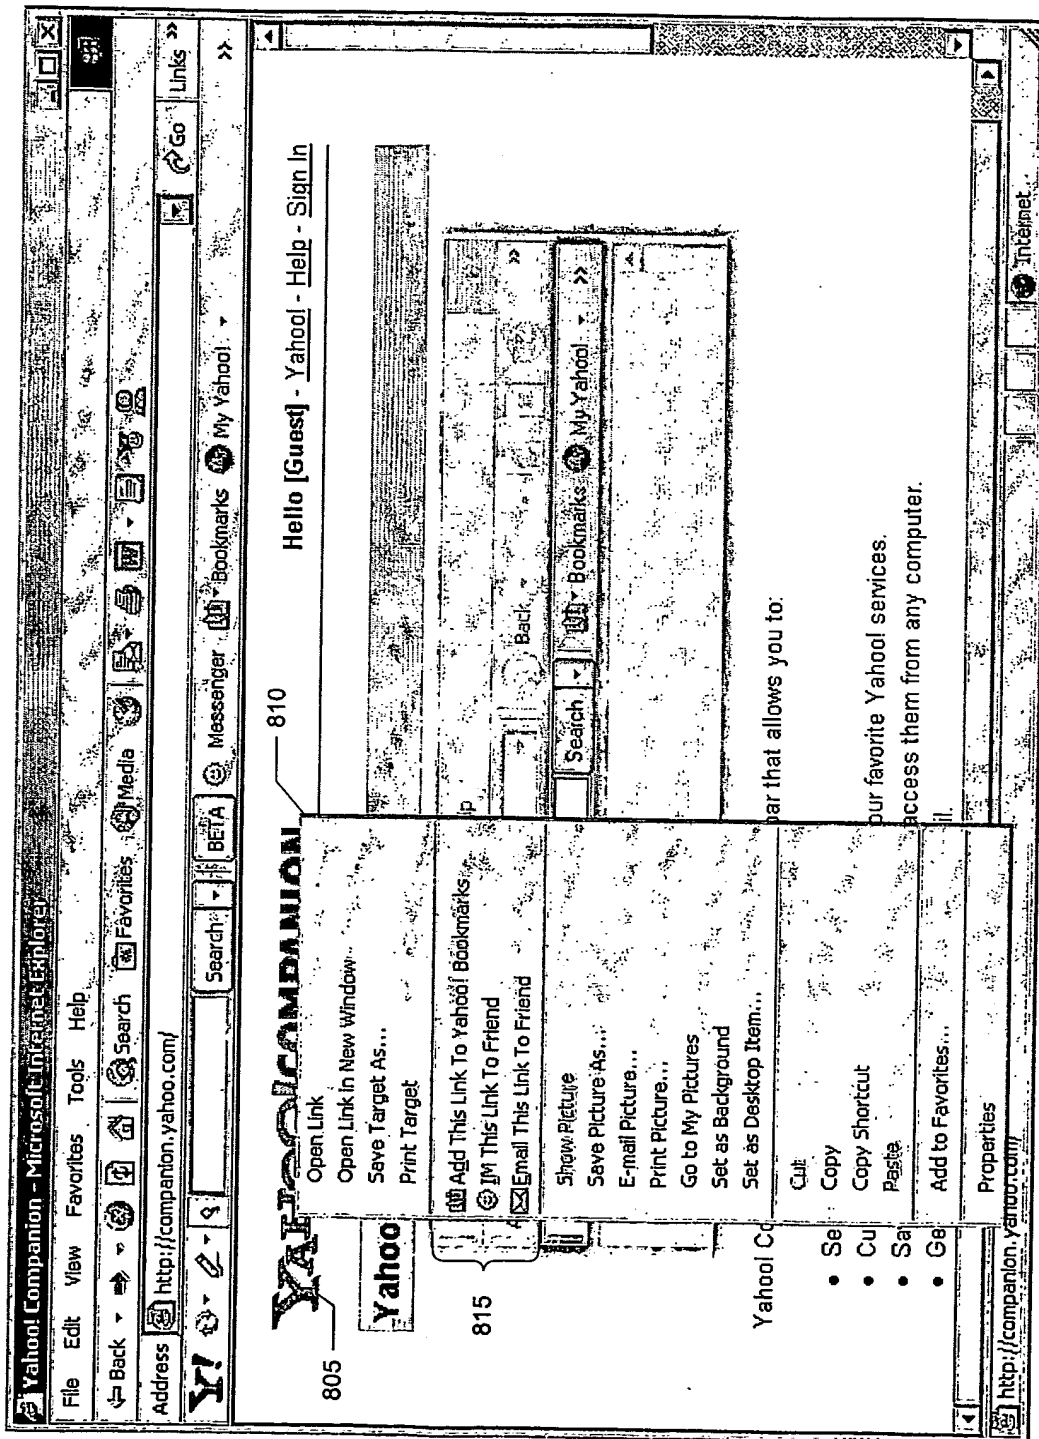 Yahoo! Companion - Microsoft Internet Explorer
File Edit View Favorites Tools Help
Back Search Favorites Media
Address http://companion.yahoo.com/ Go Links »
Y! Search BETA Messenger Bookmarks My Yahoo! »
YAHOO! COMPANION
810
805
Hello [Guest] - Yahoo! - Help - Sign In
Yahoo
Open Link
Open Link in New Window
Save Target As...
Print Target
815
Add This Link To Yahoo! Bookmarks
IM This Link To Friend
Email This Link To Friend
Back »
Search Bookmarks My Yahoo! »
Show Picture
Save Picture As...
E-mail Picture...
Print Picture...
Go to My Pictures
Set as Background
Set as Desktop Item...
Yahoo! Co
bar that allows you to:
Cut
Copy
Copy Shortcut
Paste
Add to Favorites...
Properties
• Se
• Cu our favorite Yahoo! services.
• Sa access them from any computer.
• Ge il.
http://companion.yahoo.com/ Internet